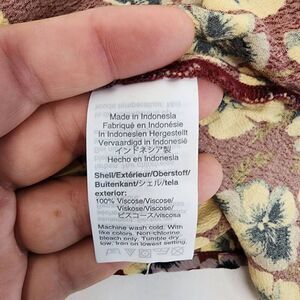 Made in Indonesia
Fabriqué en Indonésie
In Indonesien Hergestellt
Vervaardigd in Indonesië
インドネシア製
Hecho en Indonesia
Shell/Extérieur/Oberstoff/
Buitenkant/シェル/tela
exterior:
100% Viscose/Viscose/
Viskose/Viscose/
ビスコース/viscosa
Machine wash cold. With
like colors. Non-chlorine
bleach only. Tumble dry
low. Iron on lowest setting.